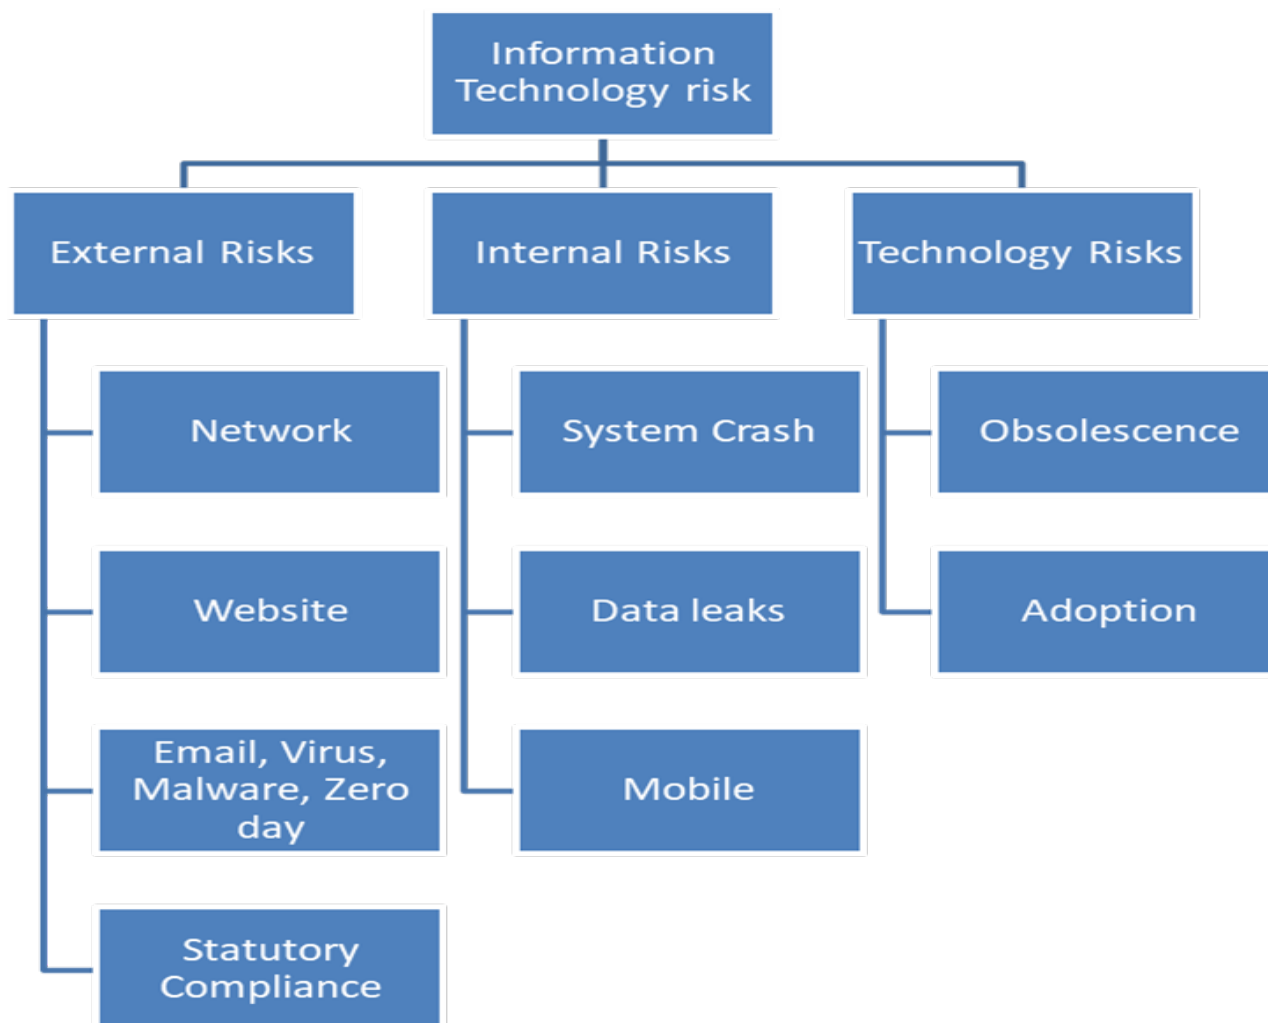 Information
Technology risk
External Risks
Internal Risks
Technology Risks
Network
System Crash
Obsolescence
Website
Data leaks
Adoption
Email, Virus,
Malware, Zero
day
Mobile
Statutory
Compliance